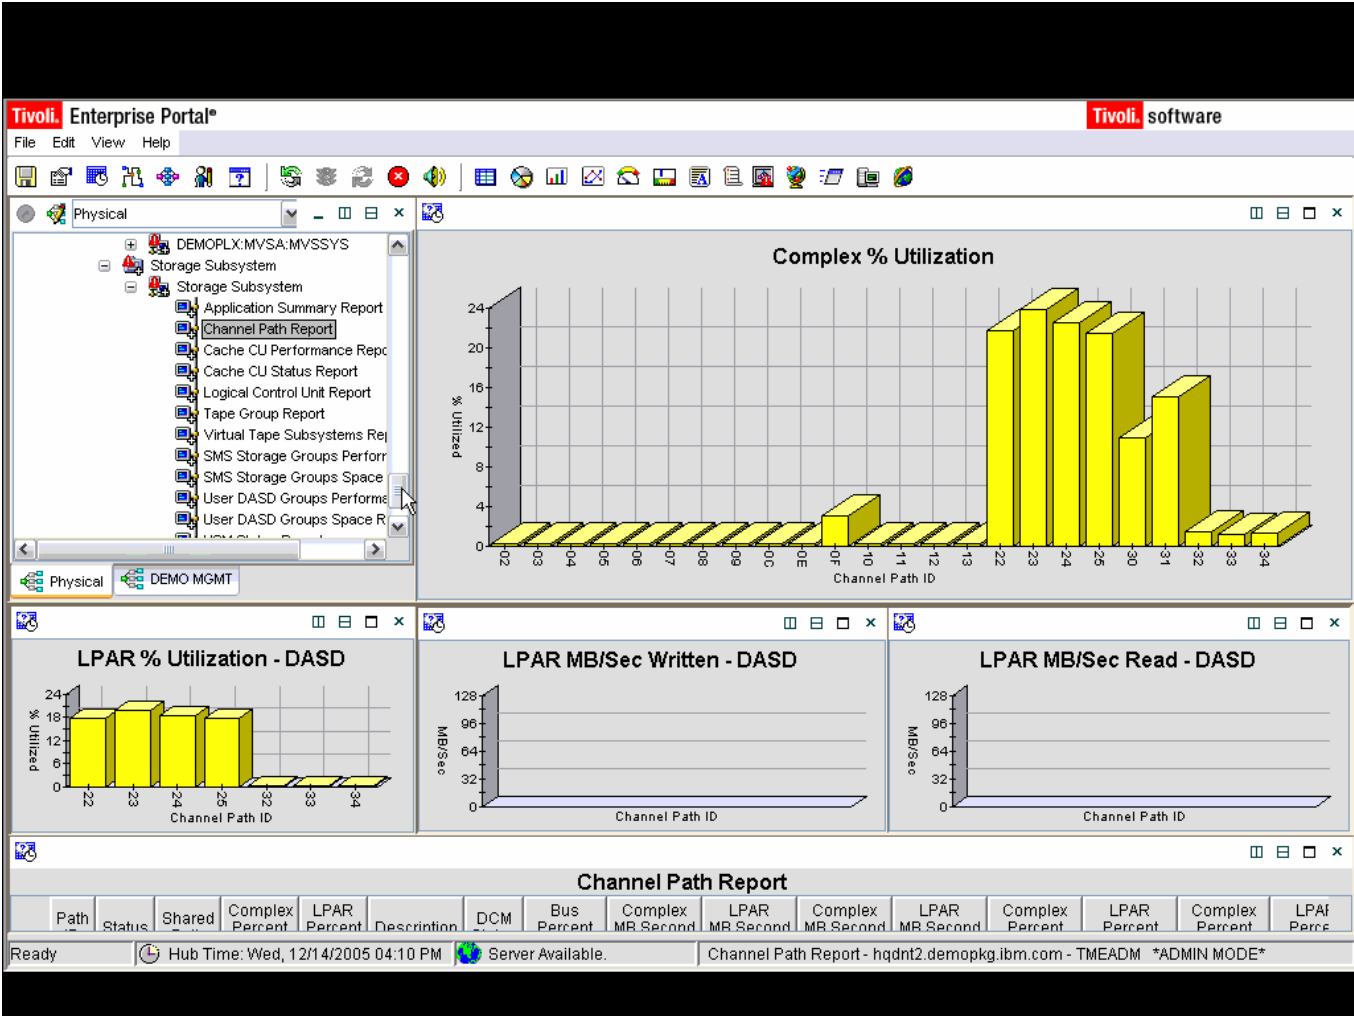 Tivoli. Enterprise Portal®
Tivoli. software
File Edit View Help
Physical
DEMOPLX:MVSA:MVSSYS
Storage Subsystem
Storage Subsystem
Application Summary Report
Channel Path Report
Cache CU Performance Repo
Cache CU Status Report
Logical Control Unit Report
Tape Group Report
Virtual Tape Subsystems Rep
SMS Storage Groups Perforr
SMS Storage Groups Space
User DASD Groups Performa
User DASD Groups Space R
Physical
DEMO MGMT
Complex % Utilization
24
20
16
12
8
4
0
% Utilized
02 03 04 05 06 07 08 09 0C 0E 0F 10 11 12 13 22 23 24 25 30 31 32 33 34
Channel Path ID
LPAR % Utilization - DASD
24
18
12
6
0
% Utilized
22 23 24 25 32 33 34
Channel Path ID
LPAR MB/Sec Written - DASD
128
96
64
32
0
MB/Sec
Channel Path ID
LPAR MB/Sec Read - DASD
128
96
64
32
0
MB/Sec
Channel Path ID
Channel Path Report
Path Status Shared Complex Percent LPAR Percent Description DCM Bus Percent Complex MB Second LPAR MB Second Complex MB Second LPAR MB Second Complex Percent LPAR Percent Complex Percent LPAR Perce
Ready
Hub Time: Wed, 12/14/2005 04:10 PM
Server Available.
Channel Path Report - hqdnt2.demopkg.ibm.com - TMEADM *ADMIN MODE*